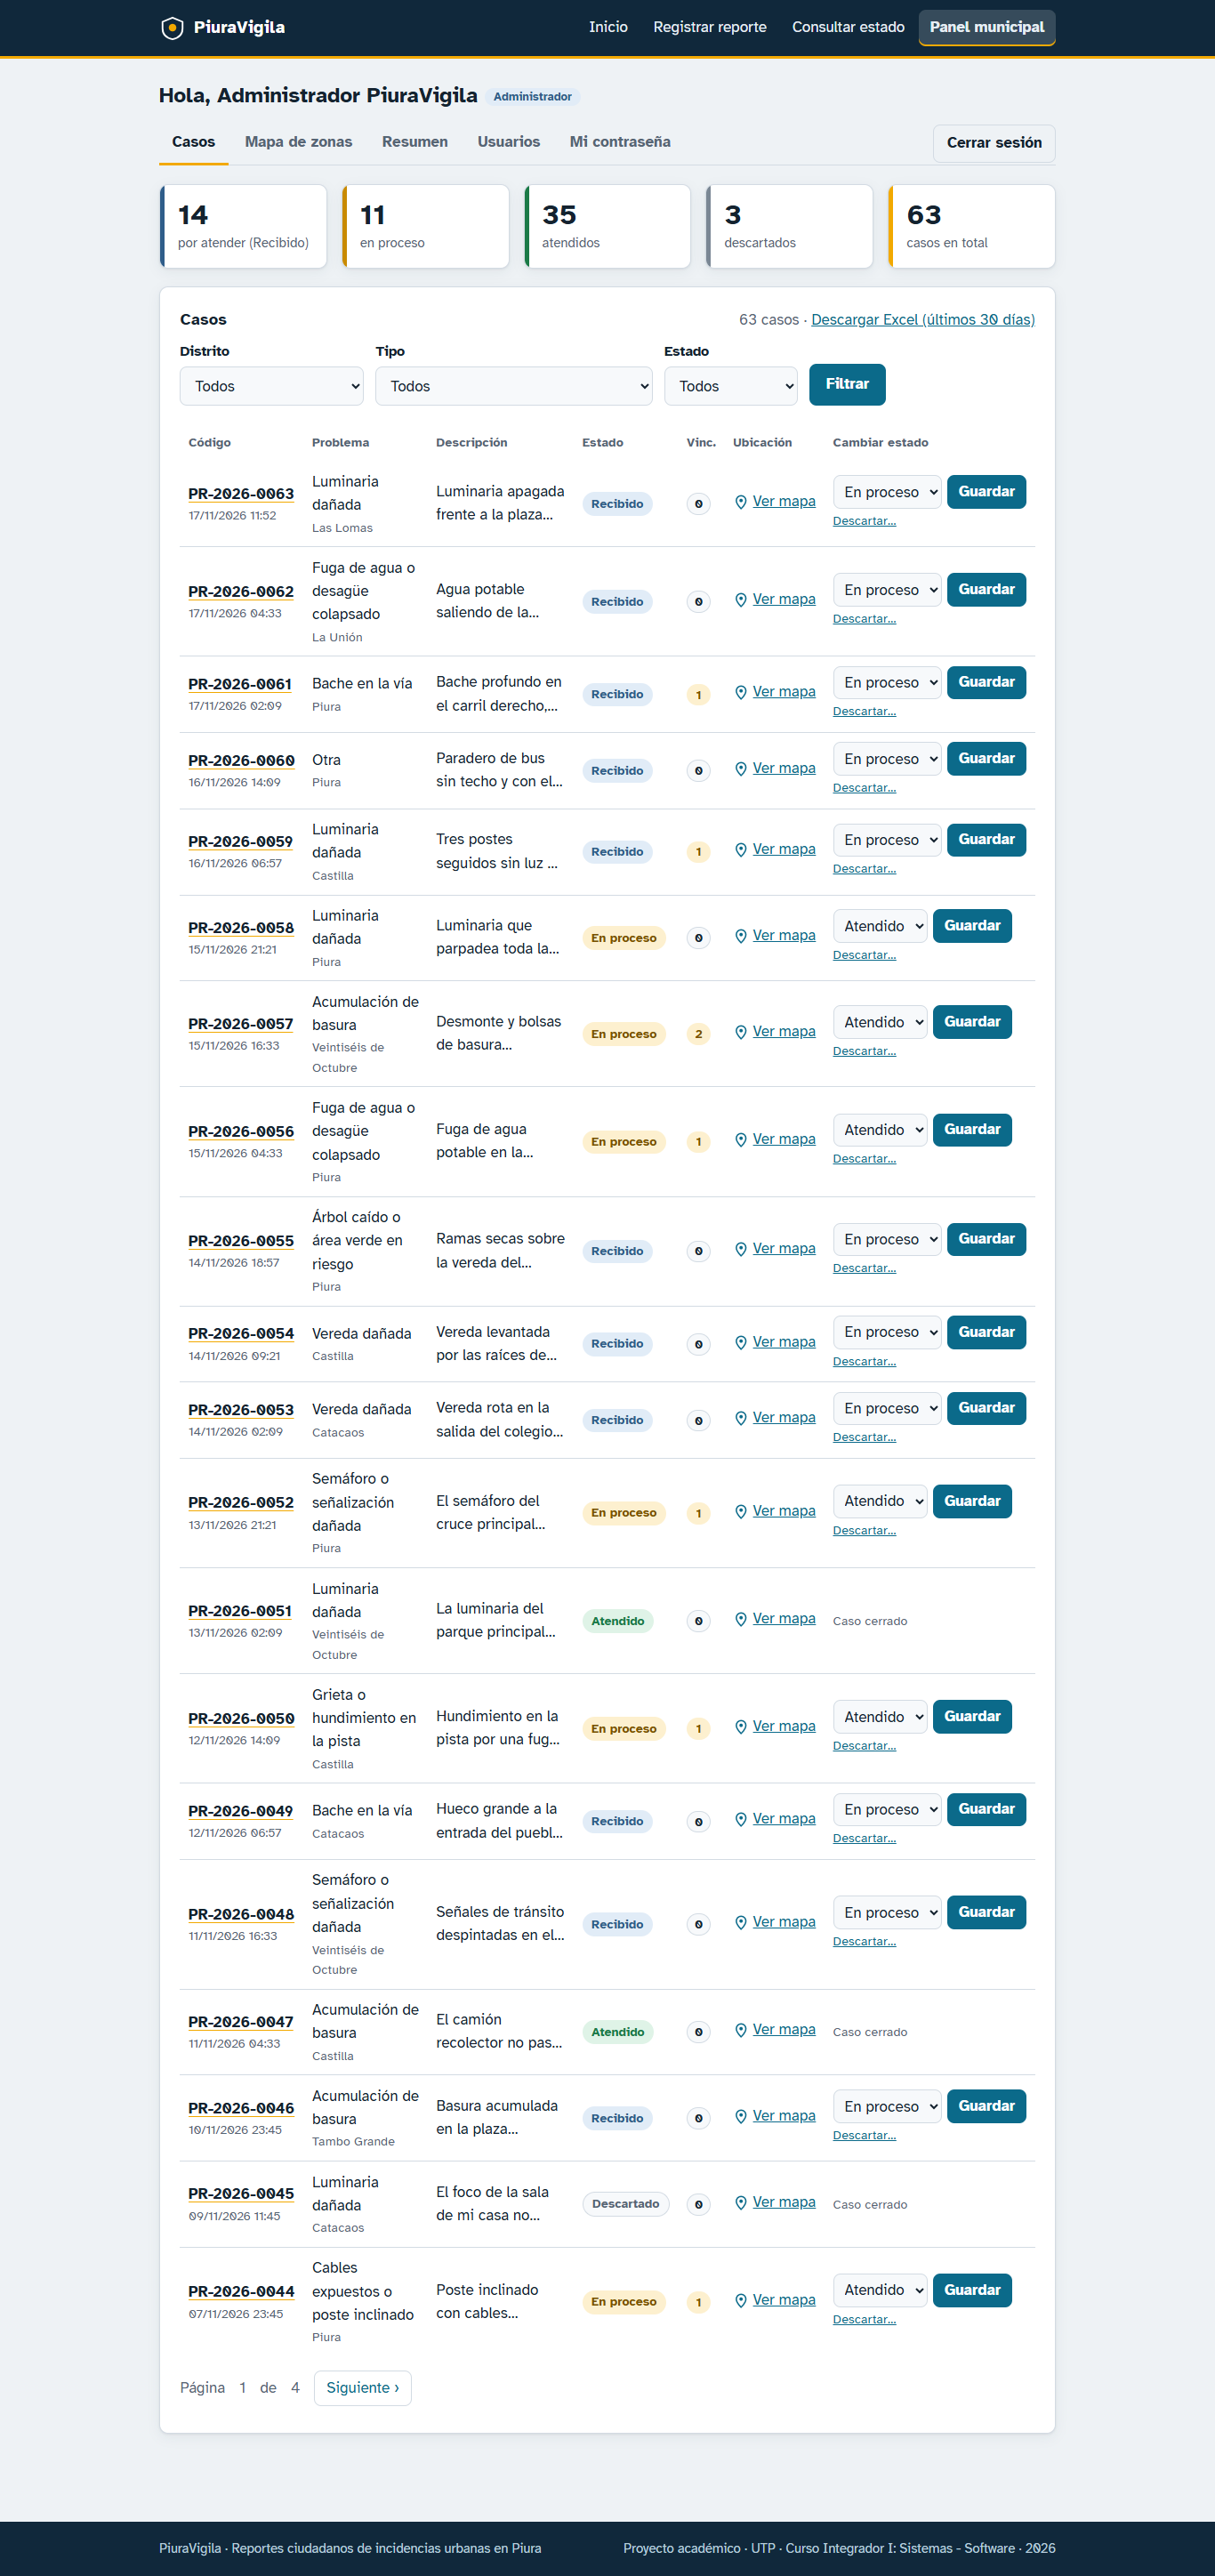 PiuraVigila
Inicio Registrar reporte Consultar estado Panel municipal
Hola, Administrador PiuraVigila Administrador
Casos Mapa de zonas Resumen Usuarios Mi contraseña Cerrar sesión
14 11 35 3 63
por atender (Recibido) en proceso atendidos descartados casos en total
Casos 63 casos · Descargar Excel (últimos 30 días)
Distrito Tipo Estado
Todos Todos Todos Filtrar
Código Problema Descripción Estado Vinc. Ubicación Cambiar estado
PR-2026-0063
17/11/2026 11:52
Luminaria
dañada
Las Lomas
Luminaria apagada
frente a la plaza...
Recibido 0 Ver mapa En proceso Guardar
Descartar...
PR-2026-0062
17/11/2026 04:33
Fuga de agua o
desagüe
colapsado
La Unión
Agua potable
saliendo de la...
Recibido 0 Ver mapa En proceso Guardar
Descartar...
PR-2026-0061
17/11/2026 02:09
Bache en la vía
Piura
Bache profundo en
el carril derecho,...
Recibido 1 Ver mapa En proceso Guardar
Descartar...
PR-2026-0060
16/11/2026 14:09
Otra
Piura
Paradero de bus
sin techo y con el...
Recibido 0 Ver mapa En proceso Guardar
Descartar...
PR-2026-0059
16/11/2026 06:57
Luminaria
dañada
Castilla
Tres postes
seguidos sin luz ...
Recibido 1 Ver mapa En proceso Guardar
Descartar...
PR-2026-0058
15/11/2026 21:21
Luminaria
dañada
Piura
Luminaria que
parpadea toda la...
En proceso 0 Ver mapa Atendido Guardar
Descartar...
PR-2026-0057
15/11/2026 16:33
Acumulación de
basura
Veintiséis de
Octubre
Desmonte y bolsas
de basura...
En proceso 2 Ver mapa Atendido Guardar
Descartar...
PR-2026-0056
15/11/2026 04:33
Fuga de agua o
desagüe
colapsado
Piura
Fuga de agua
potable en la...
En proceso 1 Ver mapa Atendido Guardar
Descartar...
PR-2026-0055
14/11/2026 18:57
Árbol caído o
área verde en
riesgo
Piura
Ramas secas sobre
la vereda del...
Recibido 0 Ver mapa En proceso Guardar
Descartar...
PR-2026-0054
14/11/2026 09:21
Vereda dañada
Castilla
Vereda levantada
por las raíces de...
Recibido 0 Ver mapa En proceso Guardar
Descartar...
PR-2026-0053
14/11/2026 02:09
Vereda dañada
Catacaos
Vereda rota en la
salida del colegio...
Recibido 0 Ver mapa En proceso Guardar
Descartar...
PR-2026-0052
13/11/2026 21:21
Semáforo o
señalización
dañada
Piura
El semáforo del
cruce principal...
En proceso 1 Ver mapa Atendido Guardar
Descartar...
PR-2026-0051
13/11/2026 02:09
Luminaria
dañada
Veintiséis de
Octubre
La luminaria del
parque principal...
Atendido 0 Ver mapa Caso cerrado
PR-2026-0050
12/11/2026 14:09
Grieta o
hundimiento en
la pista
Castilla
Hundimiento en la
pista por una fug...
En proceso 1 Ver mapa Atendido Guardar
Descartar...
PR-2026-0049
12/11/2026 06:57
Bache en la vía
Catacaos
Hueco grande a la
entrada del puebl...
Recibido 0 Ver mapa En proceso Guardar
Descartar...
PR-2026-0048
11/11/2026 16:33
Semáforo o
señalización
dañada
Veintiséis de
Octubre
Señales de tránsito
despintadas en el...
Recibido 0 Ver mapa En proceso Guardar
Descartar...
PR-2026-0047
11/11/2026 04:33
Acumulación de
basura
Castilla
El camión
recolector no pas...
Atendido 0 Ver mapa Caso cerrado
PR-2026-0046
10/11/2026 23:45
Acumulación de
basura
Tambo Grande
Basura acumulada
en la plaza...
Recibido 0 Ver mapa En proceso Guardar
Descartar...
PR-2026-0045
09/11/2026 11:45
Luminaria
dañada
Catacaos
El foco de la sala
de mi casa no...
Descartado 0 Ver mapa Caso cerrado
PR-2026-0044
07/11/2026 23:45
Cables
expuestos o
poste inclinado
Piura
Poste inclinado
con cables...
En proceso 1 Ver mapa Atendido Guardar
Descartar...
Página 1 de 4 Siguiente ›
PiuraVigila · Reportes ciudadanos de incidencias urbanas en Piura Proyecto académico · UTP · Curso Integrador I: Sistemas - Software · 2026